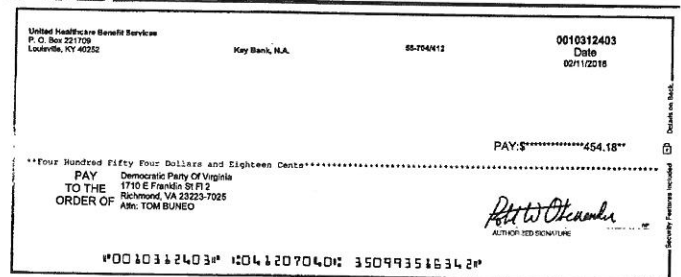 United Healthcare Benefit Services
P. O. Box 221709
Louisville, KY 40252
Key Bank, N.A.
55-704/412
0010312403
Date
02/11/2016
PAY:$**************454.18**
**Four Hundred Fifty Four Dollars and Eighteen Cents**
PAY
TO THE
ORDER OF
Democratic Party Of Virginia
1710 E Franklin St Fl 2
Richmond, VA 23223-7025
Attn: TOM BUNEO
AUTHORIZED SIGNATURE
MP
⑈0010312403⑈ ⑆041207040⑆ 350993516342⑈
Security Features Included
Details on Back.